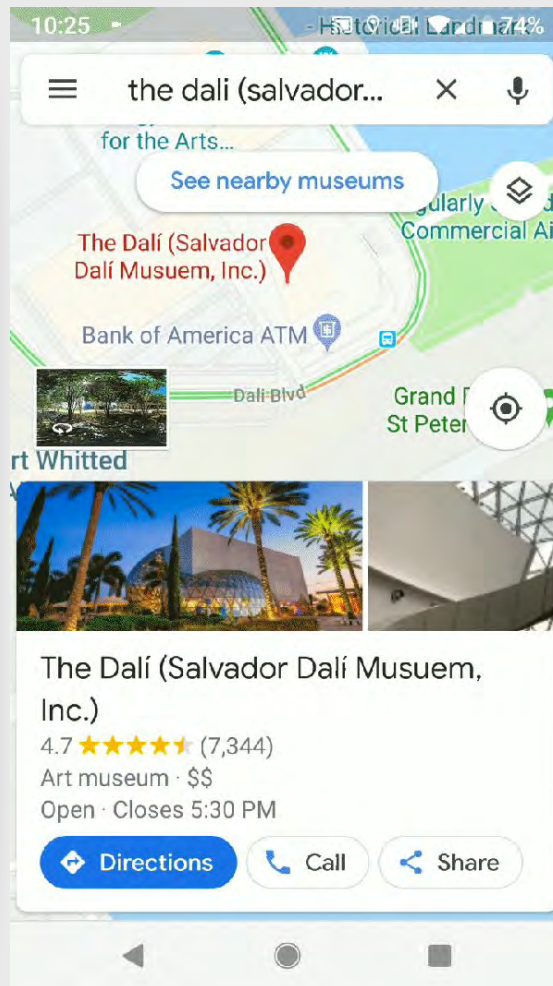 10:25
74%
the dali (salvador...
for the Arts...
See nearby museums
Commercial Ai
The Dalí (Salvador
Dalí Musuem, Inc.)
Bank of America ATM
Dali Blvd
Grand
St Peter
rt Whitted
The Dalí (Salvador Dalí Musuem,
Inc.)
4.7 (7,344)
Art museum · $$
Open · Closes 5:30 PM
Directions
Call
Share